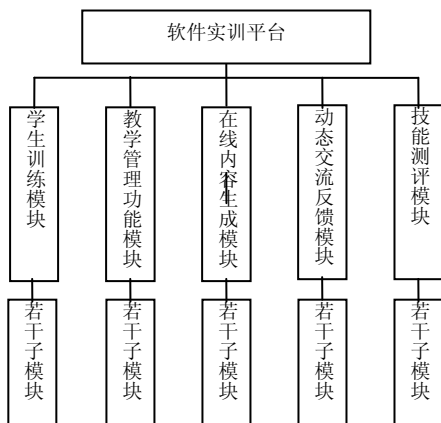 软件实训平台
学生训练模块
教学管理功能模块
在线内容生成模块
动态交流反馈模块
技能测评模块
若干子模块
若干子模块
若干子模块
若干子模块
若干子模块